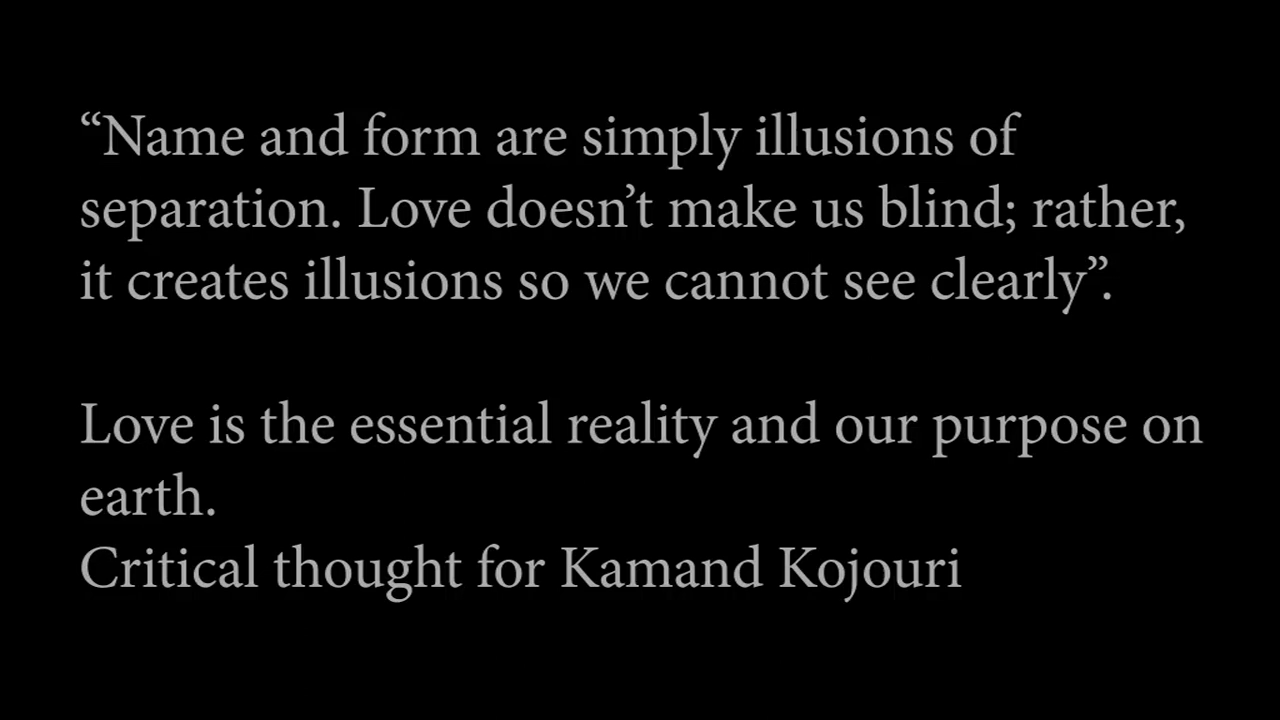 “Name and form are simply illusions of
separation. Love doesn’t make us blind; rather,
it creates illusions so we cannot see clearly”.
Love is the essential reality and our purpose on
earth.
Critical thought for Kamand Kojouri